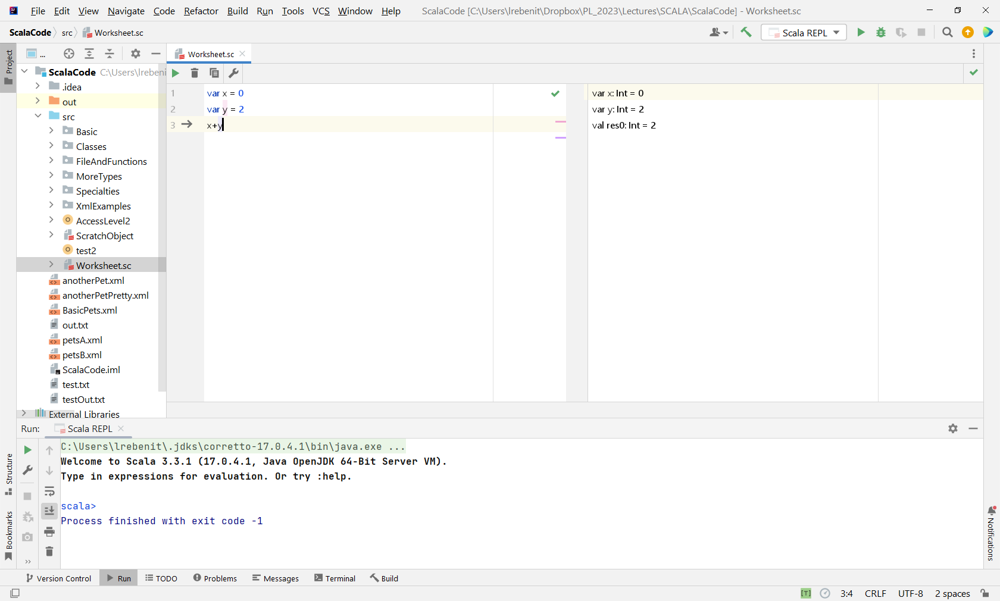 File Edit View Navigate Code Refactor Build Run Tools VCS Window Help ScalaCode [C:\Users\lrebenit\Dropbox\PL_2023\Lectures\SCALA\ScalaCode] - Worksheet.sc
ScalaCode src Worksheet.sc Scala REPL
Project
... Worksheet.sc
ScalaCode C:\Users\lrebeni
.idea
out
src
Basic
Classes
FileAndFunctions
MoreTypes
Specialties
XmlExamples
AccessLevel2
ScratchObject
test2
Worksheet.sc
anotherPet.xml
anotherPetPretty.xml
BasicPets.xml
out.txt
petsA.xml
petsB.xml
ScalaCode.iml
test.txt
testOut.txt
External Libraries
1 var x = 0
2 var y = 2
3 x+y
var x: Int = 0
var y: Int = 2
val res0: Int = 2
Run: Scala REPL
C:\Users\lrebenit\.jdks\corretto-17.0.4.1\bin\java.exe ...
Welcome to Scala 3.3.1 (17.0.4.1, Java OpenJDK 64-Bit Server VM).
Type in expressions for evaluation. Or try :help.
scala>
Process finished with exit code -1
Structure
Bookmarks
Notifications
Version Control Run TODO Problems Messages Terminal Build
[T] 3:4 CRLF UTF-8 2 spaces